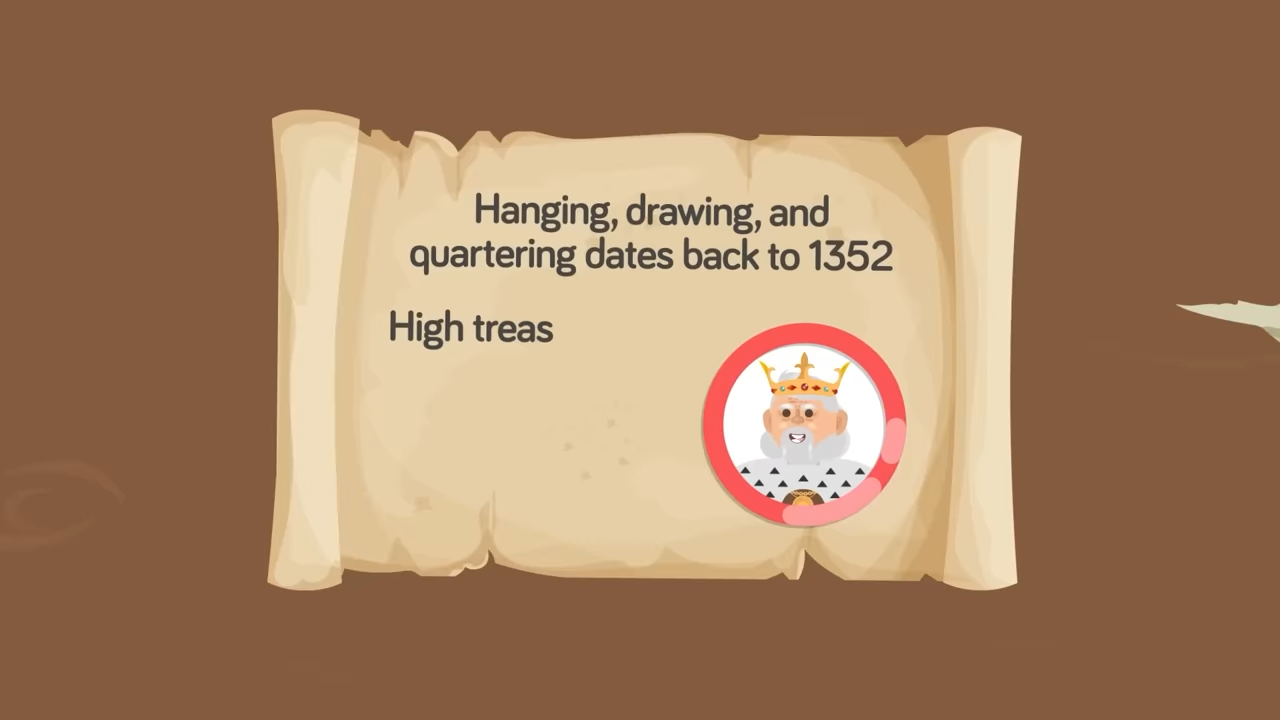 Hanging, drawing, and
quartering dates back to 1352
High treas